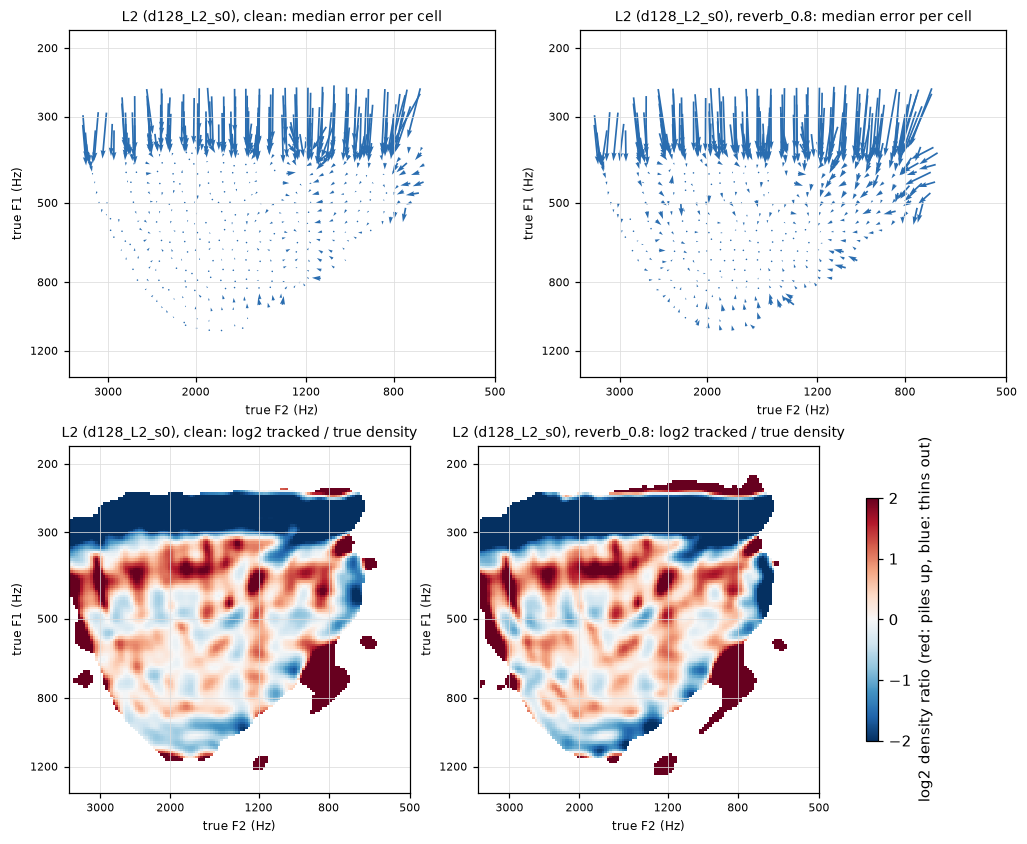 L2 (d128_L2_s0), clean: median error per cell
L2 (d128_L2_s0), reverb_0.8: median error per cell
true F1 (Hz)
200
300
500
800
1200
3000 2000 1200 800 500
true F2 (Hz)
true F1 (Hz)
200
300
500
800
1200
3000 2000 1200 800 500
true F2 (Hz)
L2 (d128_L2_s0), clean: log2 tracked / true density
L2 (d128_L2_s0), reverb_0.8: log2 tracked / true density
true F1 (Hz)
200
300
500
800
1200
3000 2000 1200 800 500
true F2 (Hz)
true F1 (Hz)
200
300
500
800
1200
3000 2000 1200 800 500
true F2 (Hz)
2
1
0
−1
−2
log2 density ratio (red: piles up, blue: thins out)